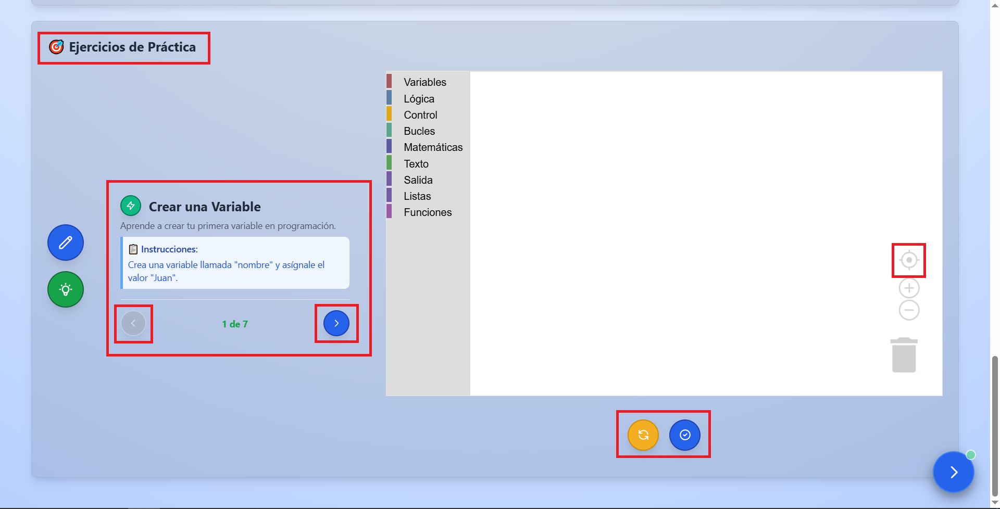 Ejercicios de Práctica
Crear una Variable
Aprende a crear tu primera variable en programación.
Instrucciones:
Crea una variable llamada "nombre" y asígnale el
valor "Juan".
1 de 7
Variables
Lógica
Control
Bucles
Matemáticas
Texto
Salida
Listas
Funciones